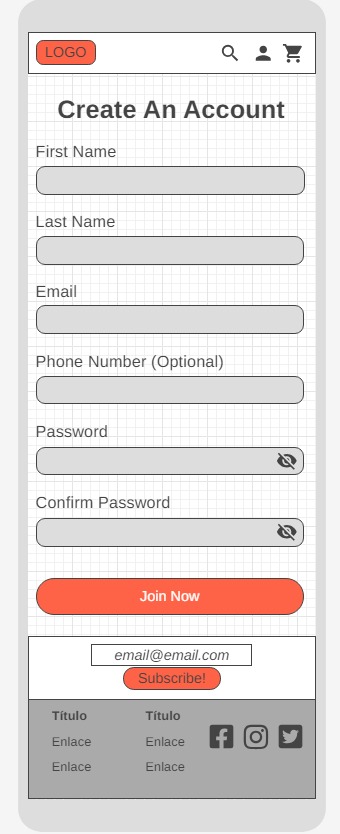 LOGO
Create An Account
First Name
Last Name
Email
Phone Number (Optional)
Password
Confirm Password
Join Now
email@email.com
Subscribe!
Título Título
Enlace Enlace
Enlace Enlace